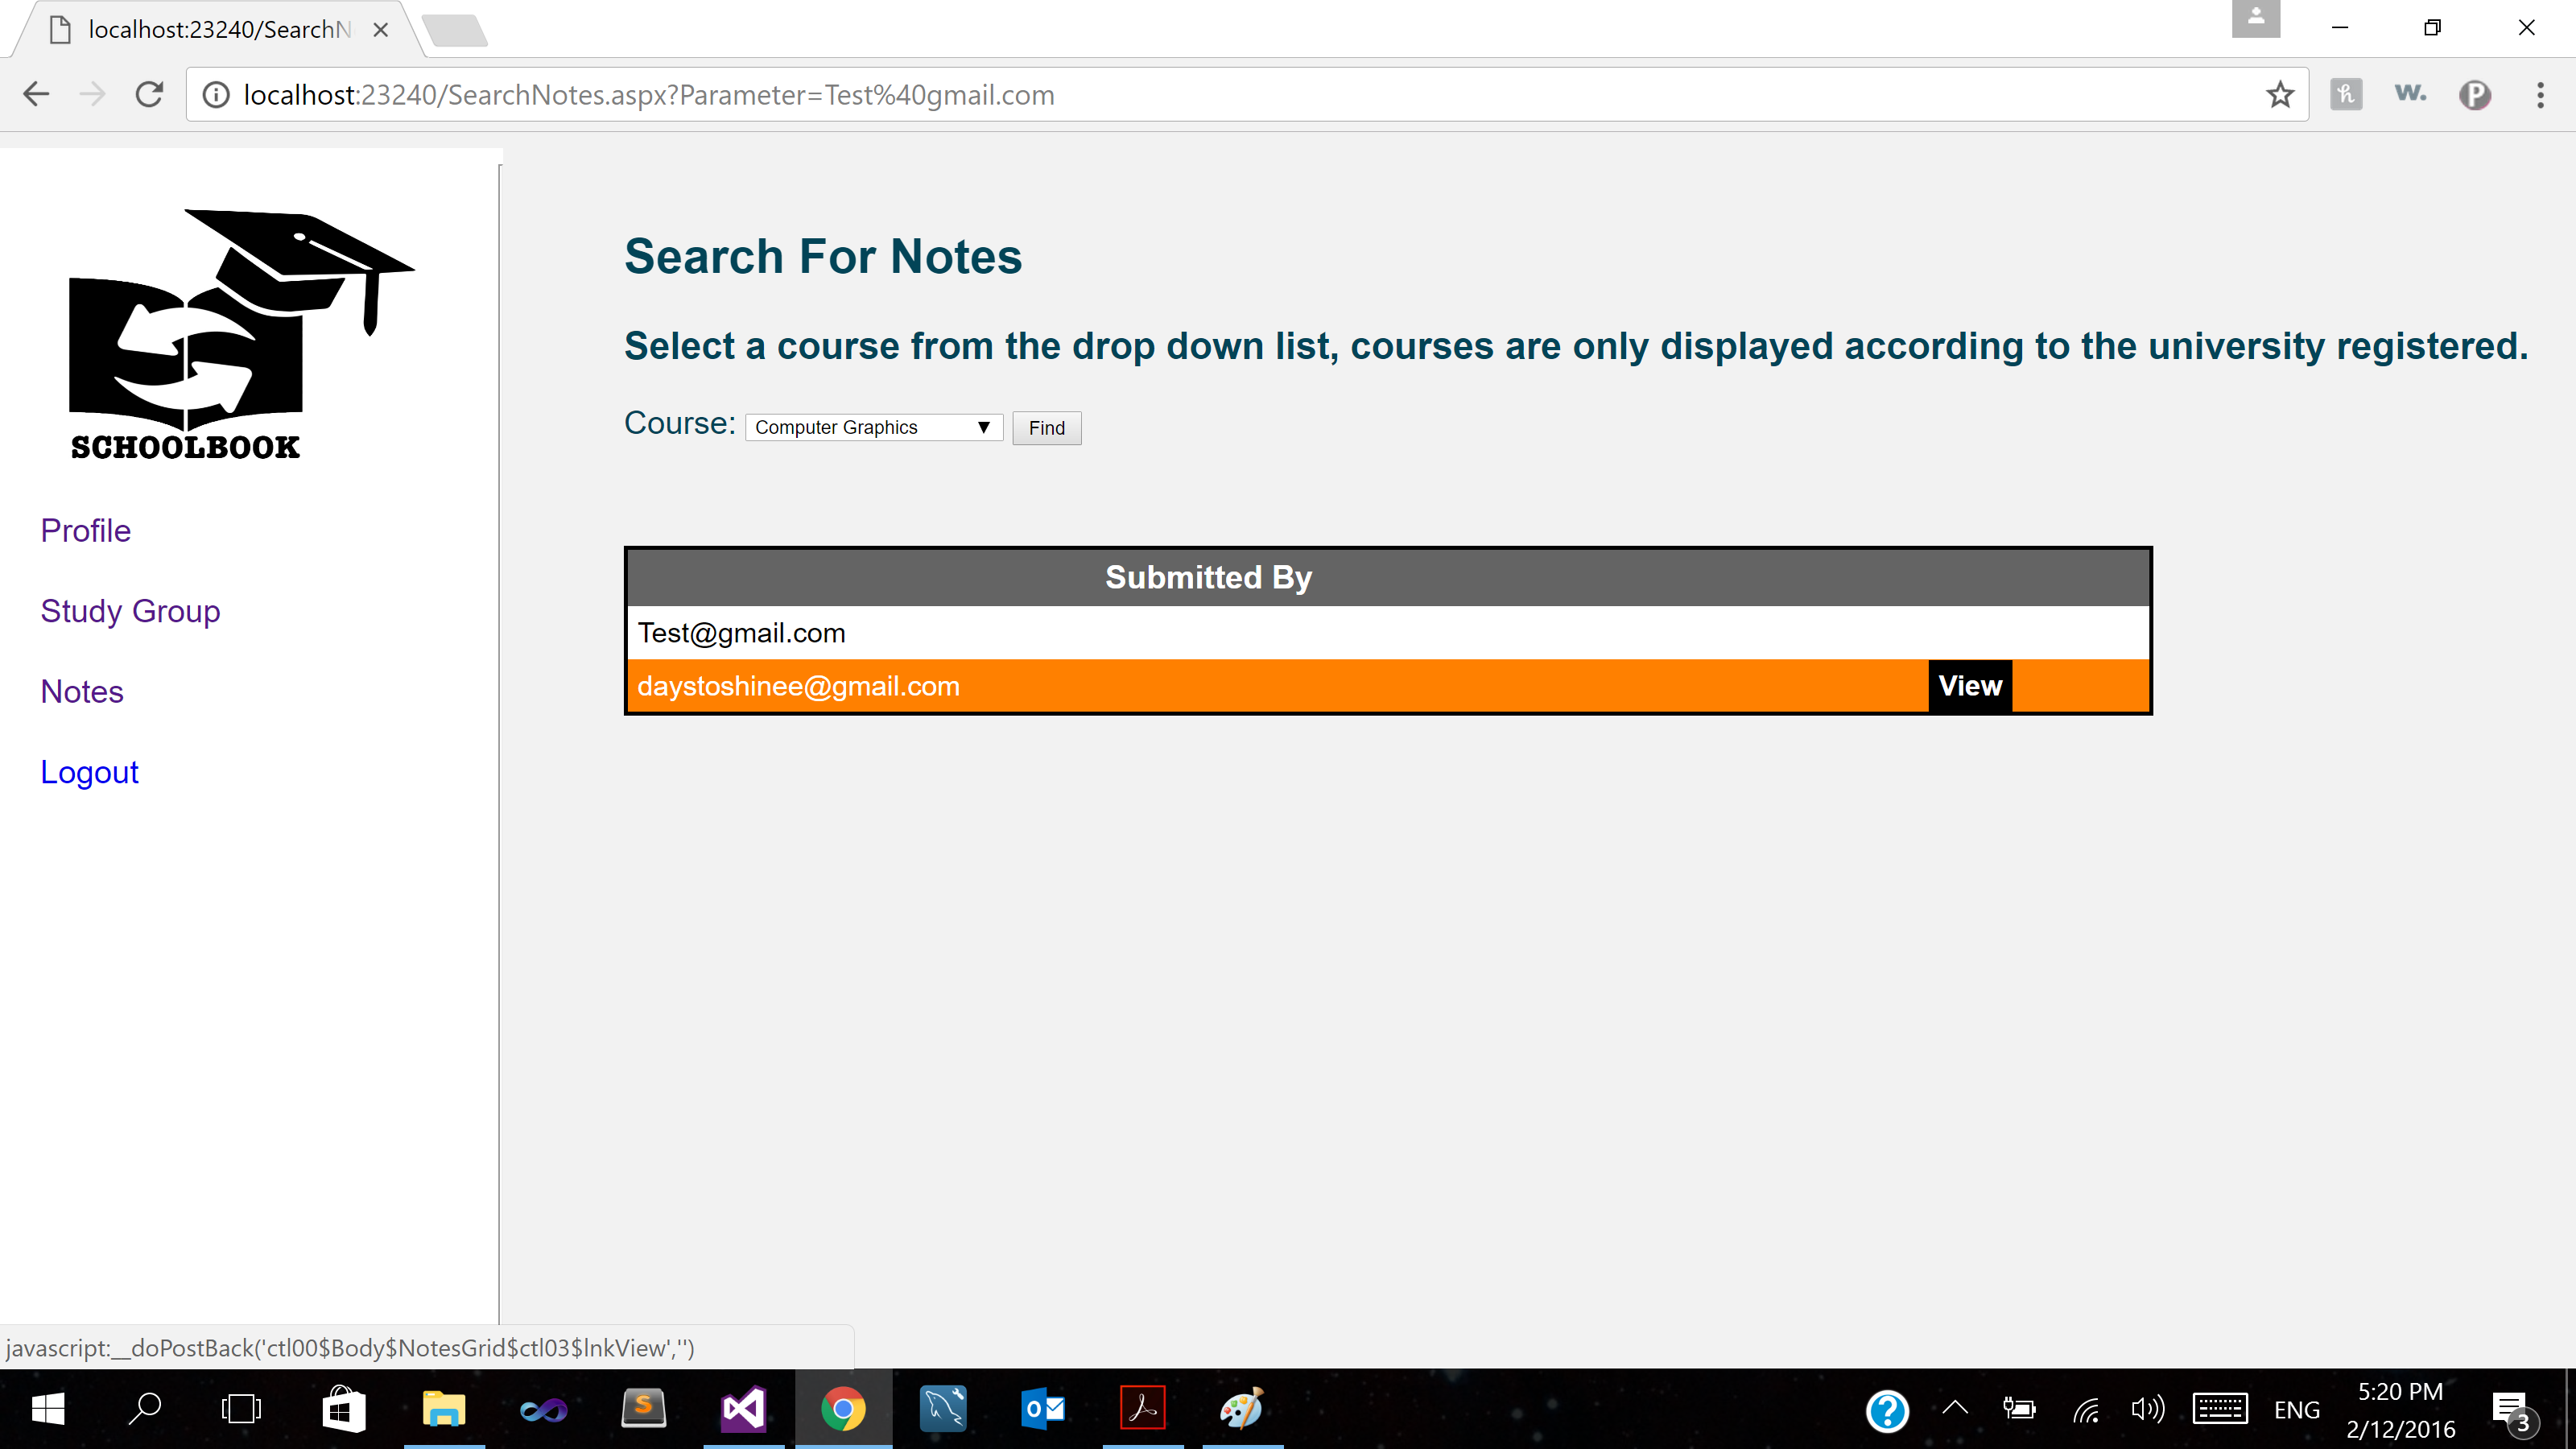 localhost:23240/SearchN
localhost:23240/SearchNotes.aspx?Parameter=Test%40gmail.com
h
w.
P
SCHOOLBOOK
Profile
Study Group
Notes
Logout
Search For Notes
Select a course from the drop down list, courses are only displayed according to the university registered.
Course: Computer Graphics Find
Submitted By
Test@gmail.com
daystoshinee@gmail.com View
javascript:__doPostBack('ctl00$Body$NotesGrid$ctl03$lnkView','')
S
o
?
ENG
5:20 PM
2/12/2016
3